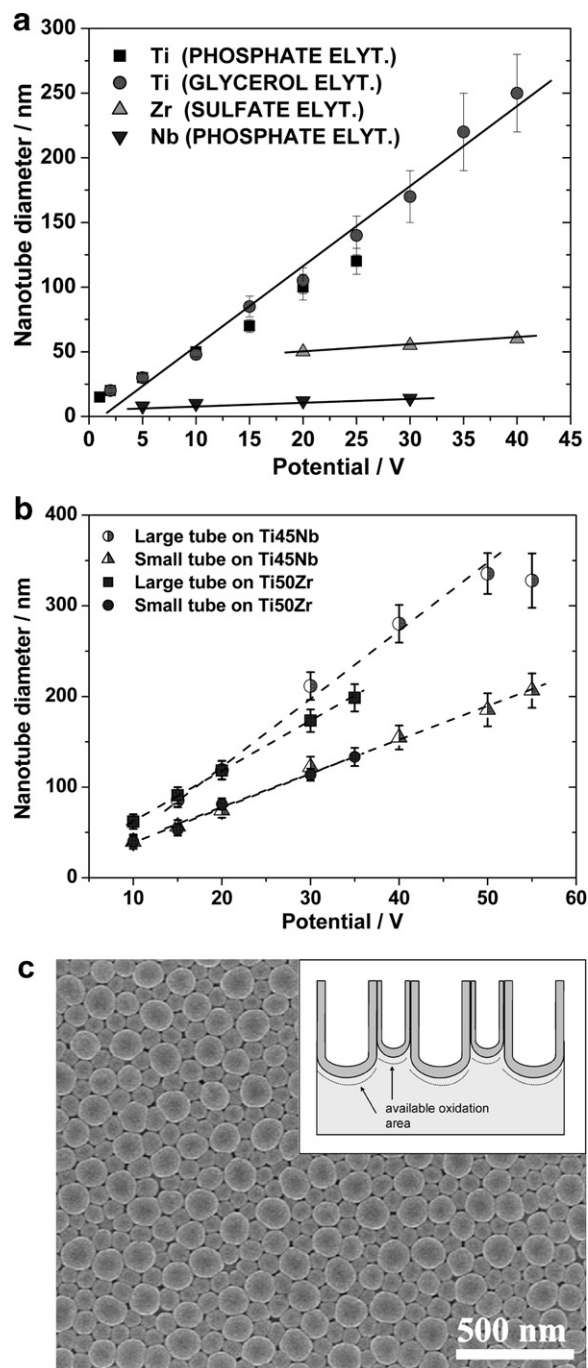 a
Nanotube diameter / nm
300
250
200
150
100
50
0
Ti (PHOSPHATE ELYT.)
Ti (GLYCEROL ELYT.)
Zr (SULFATE ELYT.)
Nb (PHOSPHATE ELYT.)
0 5 10 15 20 25 30 35 40 45
Potential / V
b
Nanotube diameter / nm
400
300
200
100
0
Large tube on Ti45Nb
Small tube on Ti45Nb
Large tube on Ti50Zr
Small tube on Ti50Zr
10 20 30 40 50 60
Potential / V
c
available oxidation
area
500 nm